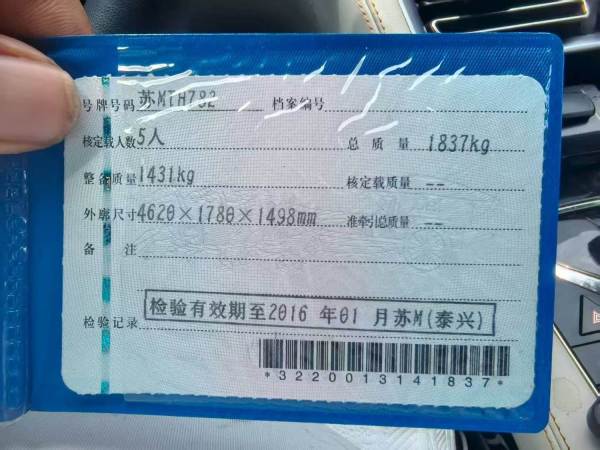 号牌号码 苏MTH782 档案编号
核定载人数 5人 总质量 1837kg
整备质量 1431kg 核定载质量 --
外廓尺寸 4620×1780×1498mm 准牵引总质量 --
备注
检验记录 检验有效期至2016 年01 月苏M(泰兴)
*3220013141837*